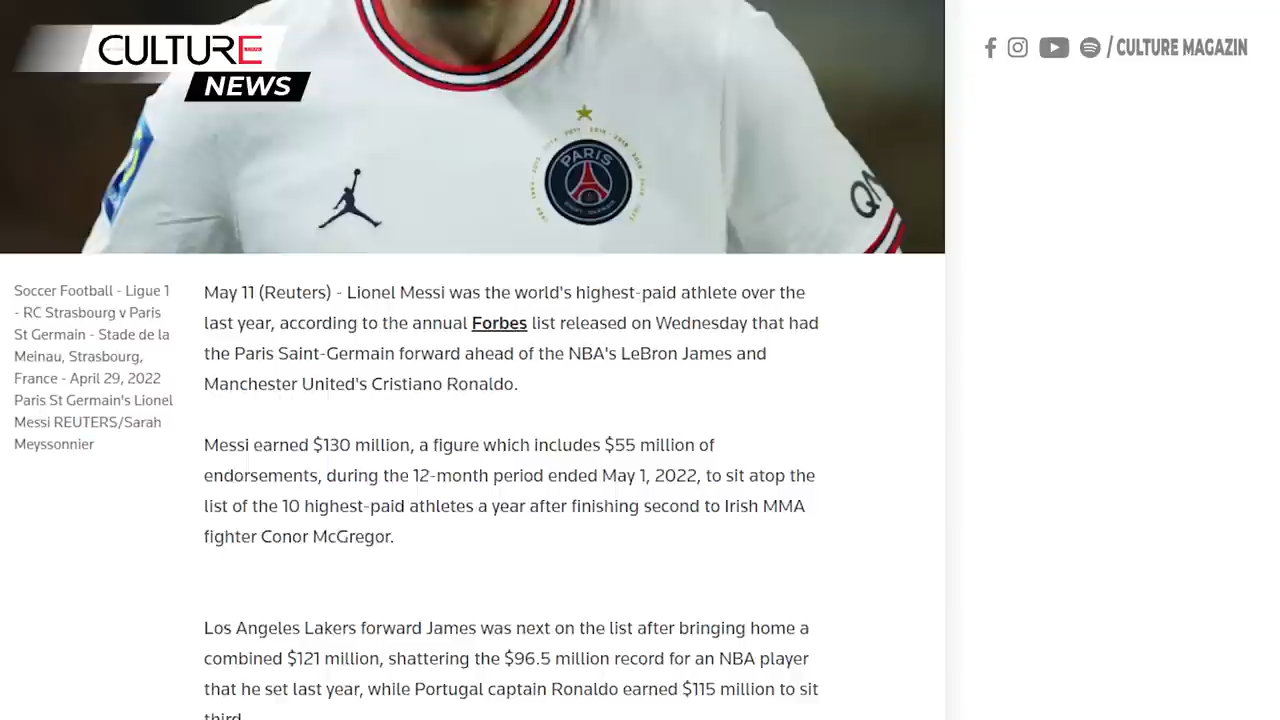 CULTURE
NEWS
/ CULTURE MAGAZIN
PARIS
QN
Soccer Football - Ligue 1
- RC Strasbourg v Paris
St Germain - Stade de la
Meinau, Strasbourg,
France - April 29, 2022
Paris St Germain's Lionel
Messi REUTERS/Sarah
Meyssonnier
May 11 (Reuters) - Lionel Messi was the world's highest-paid athlete over the
last year, according to the annual Forbes list released on Wednesday that had
the Paris Saint-Germain forward ahead of the NBA's LeBron James and
Manchester United's Cristiano Ronaldo.
Messi earned $130 million, a figure which includes $55 million of
endorsements, during the 12-month period ended May 1, 2022, to sit atop the
list of the 10 highest-paid athletes a year after finishing second to Irish MMA
fighter Conor McGregor.
Los Angeles Lakers forward James was next on the list after bringing home a
combined $121 million, shattering the $96.5 million record for an NBA player
that he set last year, while Portugal captain Ronaldo earned $115 million to sit
third.